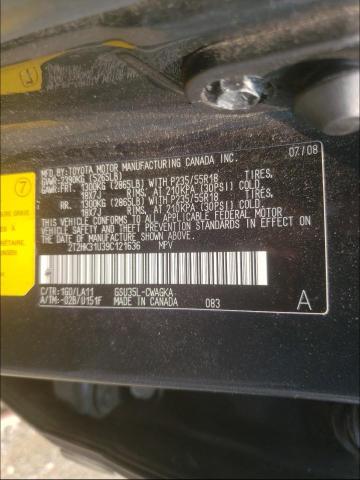 MFD.BY:TOYOTA MOTOR MANUFACTURING CANADA INC. 07/08
GVWR:2390KG (5265LB)
GAWR:FRT. 1300KG (2865LB) WITH P235/55R18 TIRES,
18X7J RIMS, AT 210KPA (30PSI) COLD.
RR. 1300KG (2865LB) WITH P235/55R18 TIRES,
18X7J RIMS, AT 210KPA (30PSI) COLD.
THIS VEHICLE CONFORMS TO ALL APPLICABLE FEDERAL MOTOR
VEHICLE SAFETY AND THEFT PREVENTION STANDARDS IN EFFECT
ON THE DATE OF MANUFACTURE SHOWN ABOVE.
2T2HK31U39C121636 MPV
C/TR:1G0/LA11 GSU35L-CWAGKA
A/TM:-02B/U151F MADE IN CANADA 083 A
7